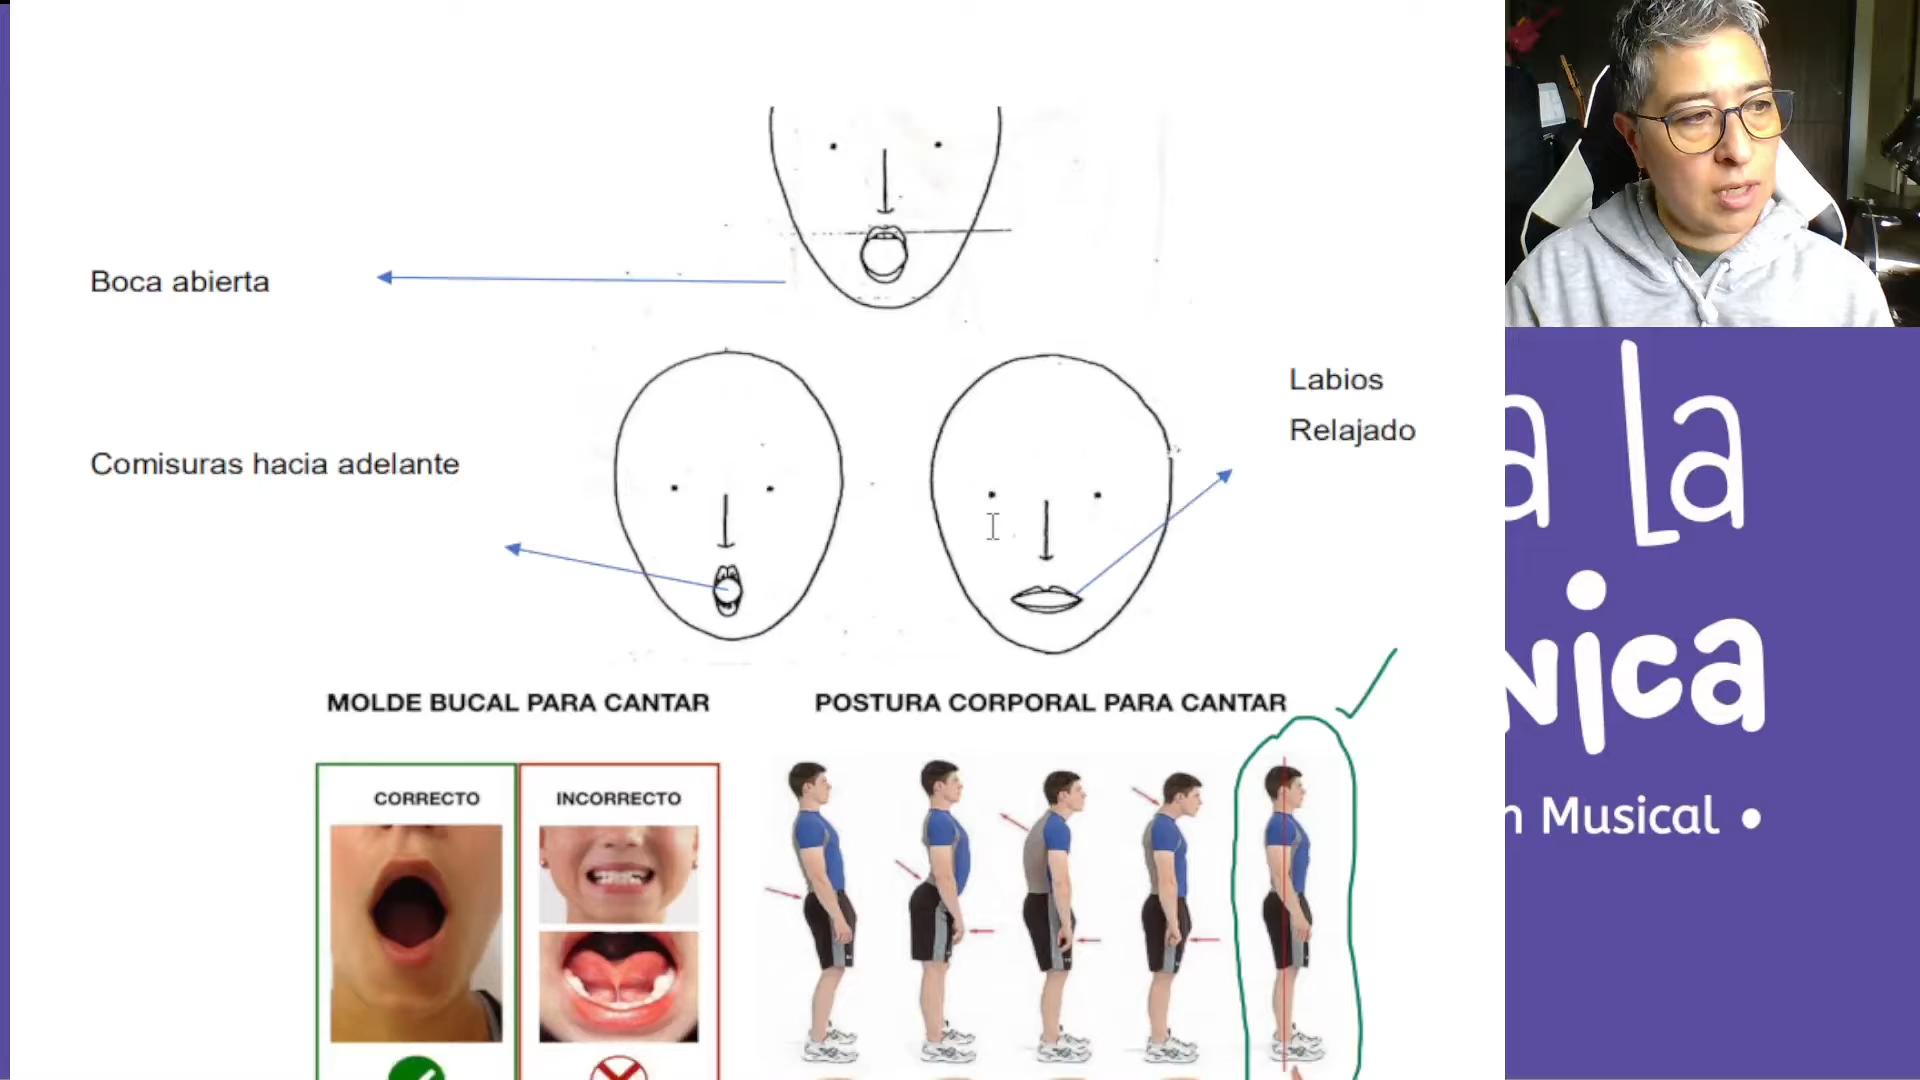 Boca abierta
Labios
Relajado
Comisuras hacia adelante
MOLDE BUCAL PARA CANTAR
POSTURA CORPORAL PARA CANTAR
CORRECTO
INCORRECTO
a la
nica
n Musical •